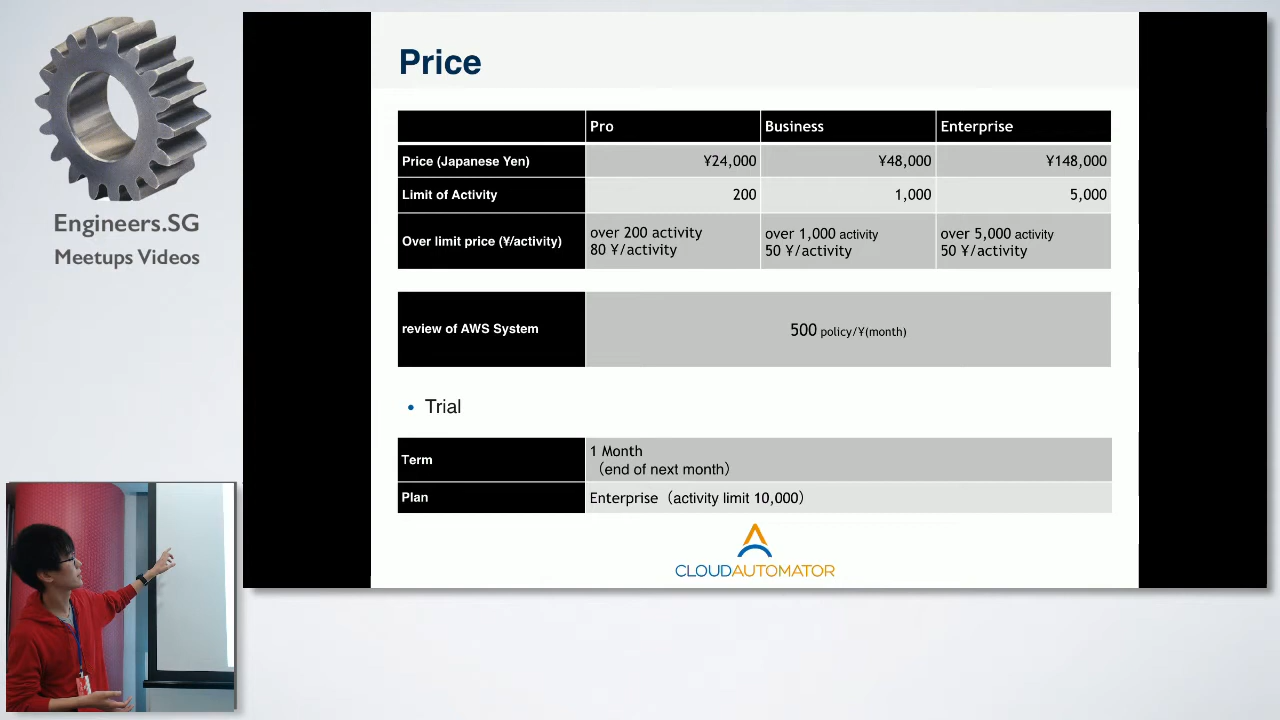 Engineers.SG
Meetups Videos
Price
Pro
Business
Enterprise
Price (Japanese Yen)
¥24,000
¥48,000
¥148,000
Limit of Activity
200
1,000
5,000
Over limit price (¥/activity)
over 200 activity
80 ¥/activity
over 1,000 activity
50 ¥/activity
over 5,000 activity
50 ¥/activity
review of AWS System
500 policy/¥(month)
• Trial
Term
1 Month
（end of next month）
Plan
Enterprise（activity limit 10,000）
CLOUDAUTOMATOR